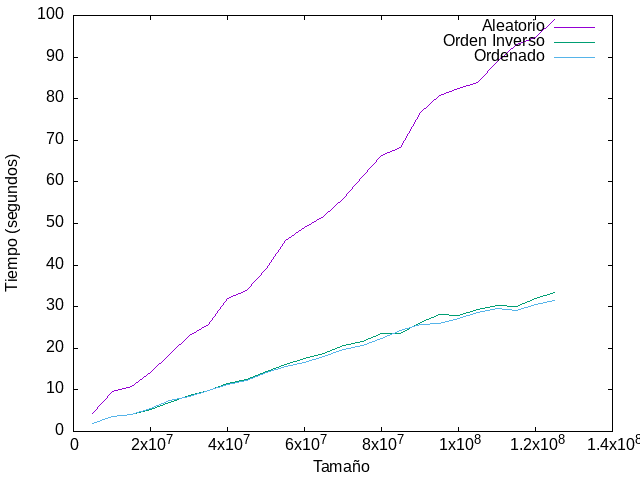 100
90
80
70
60
50
40
30
20
10
0
Tiempo (segundos)
Aleatorio
Orden Inverso
Ordenado
0 2x10⁷ 4x10⁷ 6x10⁷ 8x10⁷ 1x10⁸ 1.2x10⁸ 1.4x10⁸
Tamaño